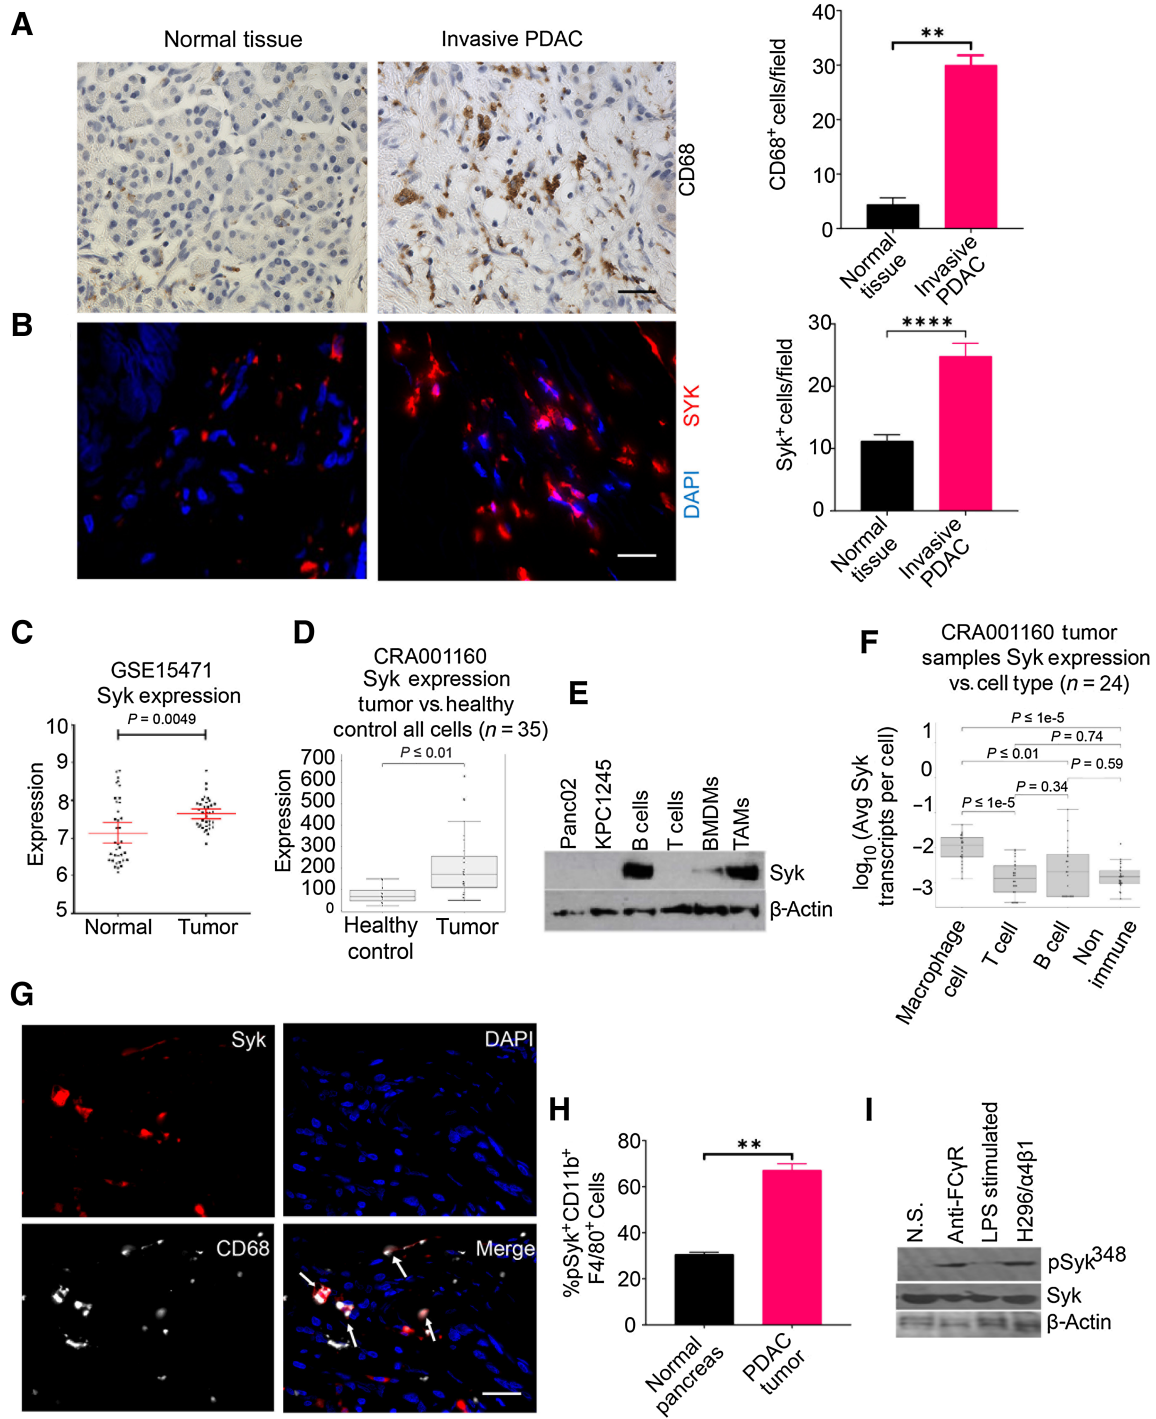 A
Normal tissue
Invasive PDAC
CD68
CD68+ cells/field
40
30
20
10
0
**
Normal
tissue
Invasive
PDAC
B
SYK
DAPI
Syk+ cells/field
30
20
10
0
****
Normal
tissue
Invasive
PDAC
C
GSE15471
Syk expression
P = 0.0049
Expression
10
9
8
7
6
5
Normal
Tumor
D
CRA001160
Syk expression
tumor vs. healthy
control all cells (n = 35)
P ≤ 0.01
Expression
700
600
500
400
300
200
100
0
Healthy
control
Tumor
E
Panc02
KPC1245
B cells
T cells
BMDMs
TAMs
Syk
β-Actin
F
CRA001160 tumor
samples Syk expression
vs. cell type (n = 24)
P ≤ 1e-5
P = 0.74
P ≤ 0.01
P = 0.59
P = 0.34
P ≤ 1e-5
log10 (Avg Syk
transcripts per cell)
1
0
−1
−2
−3
Macrophage
cell
T cell
B cell
Non
immune
G
Syk
DAPI
CD68
Merge
H
%pSyk+CD11b+
F4/80+ Cells
80
60
40
20
0
**
Normal
pancreas
PDAC
tumor
I
N.S.
Anti-FCγR
LPS stimulated
H296/α4β1
pSyk348
Syk
β-Actin